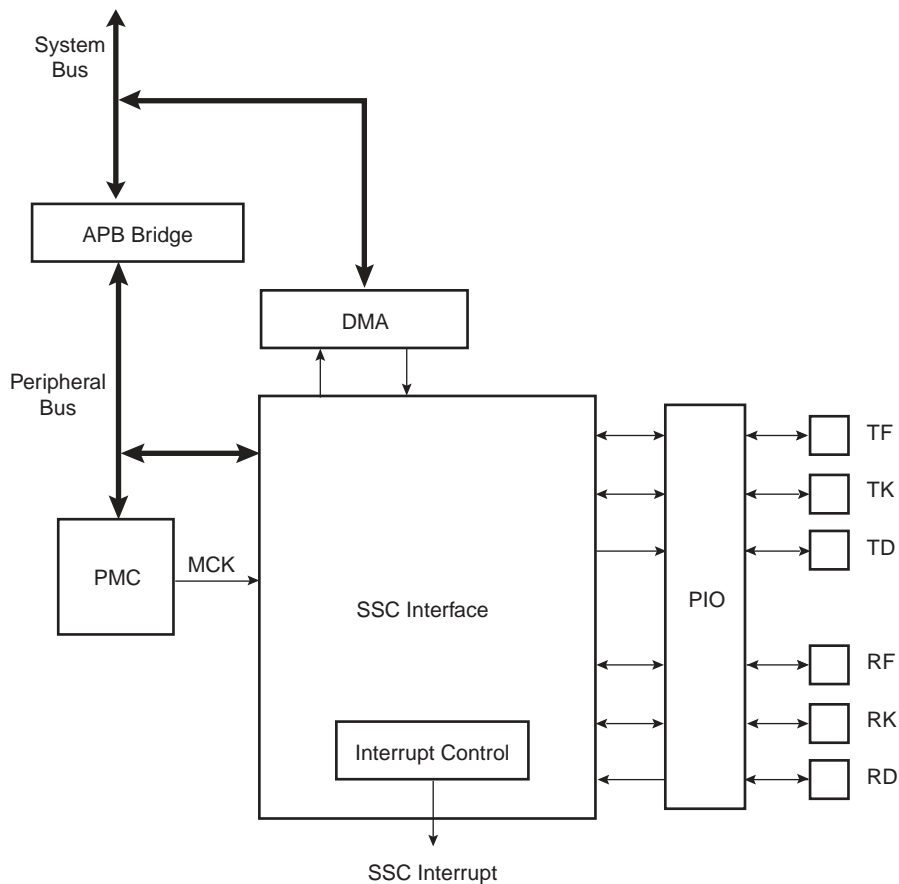 System
Bus
APB Bridge
DMA
Peripheral
Bus
PMC
MCK
SSC Interface
Interrupt Control
SSC Interrupt
PIO
TF
TK
TD
RF
RK
RD